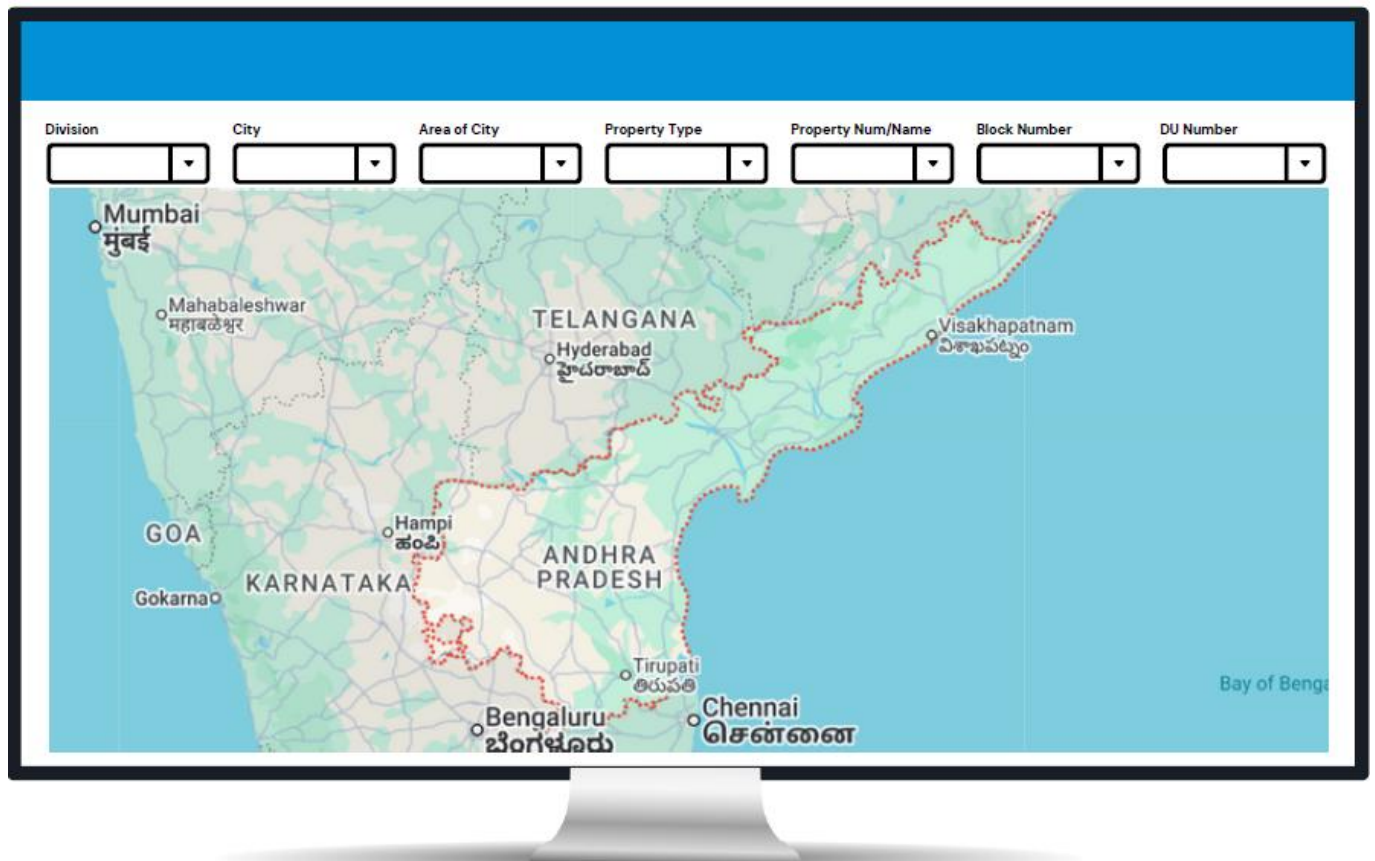 Division
City
Area of City
Property Type
Property Num/Name
Block Number
DU Number
Mumbai
मुंबई
Mahabaleshwar
महाबळेश्वर
TELANGANA
Hyderabad
హైదరాబాద్
Visakhapatnam
విశాఖపట్నం
GOA
Hampi
ಹಂಪಿ
ANDHRA
PRADESH
KARNATAKA
Gokarna
Tirupati
తిరుపతి
Bay of Benga
Bengaluru
ಬೆಂಗಳೂರು
Chennai
சென்னை